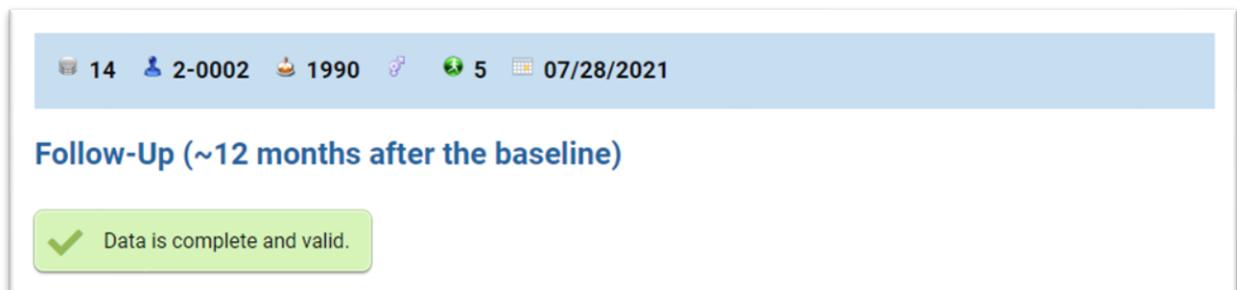 14 2-0002 1990 5 07/28/2021
Follow-Up (~12 months after the baseline)
Data is complete and valid.